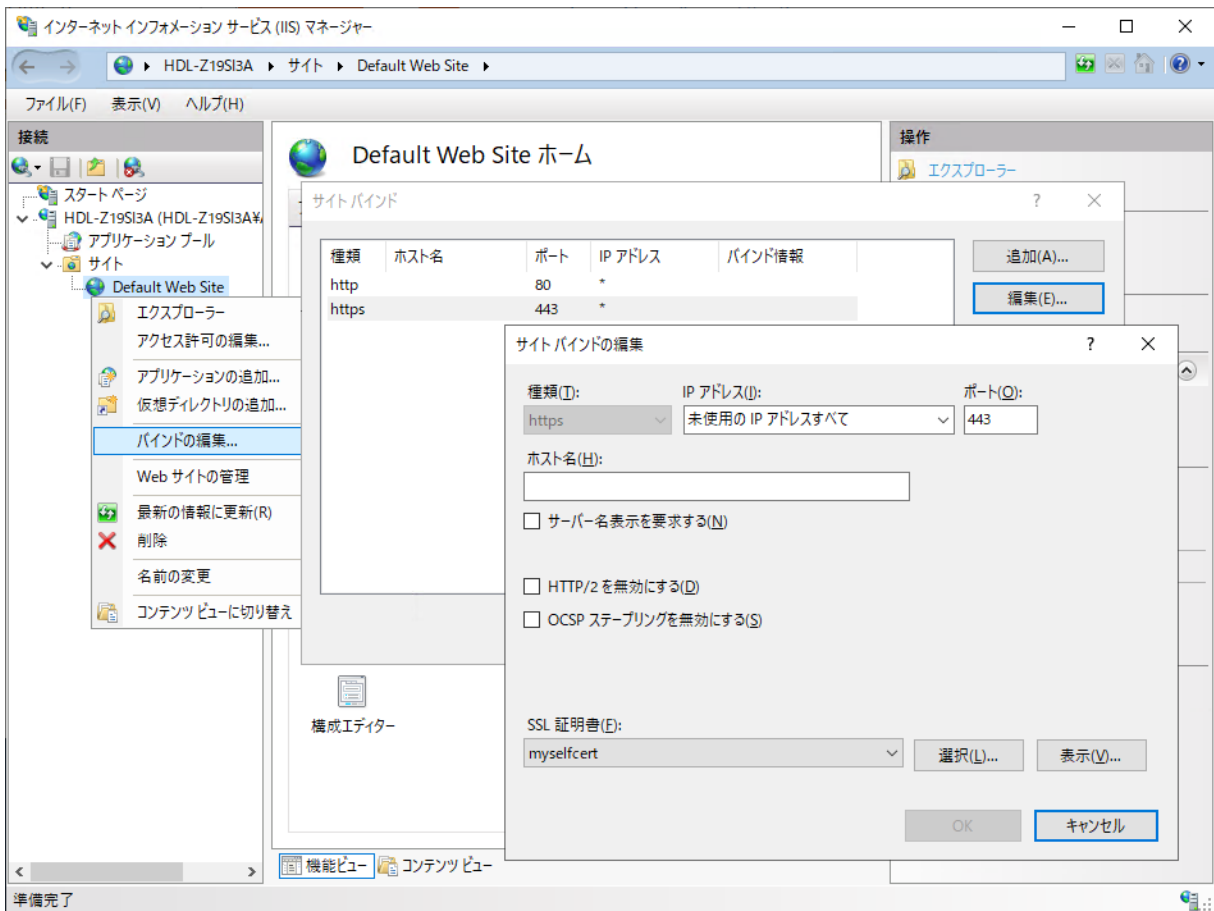 インターネット インフォメーション サービス (IIS) マネージャー
HDL-Z19SI3A ▸ サイト ▸ Default Web Site ▸
ファイル(F) 表示(V) ヘルプ(H)
接続
スタート ページ
HDL-Z19SI3A (HDL-Z19SI3A¥
アプリケーション プール
サイト
Default Web Site
エクスプローラー
アクセス許可の編集...
アプリケーションの追加...
仮想ディレクトリの追加...
バインドの編集...
Web サイトの管理
最新の情報に更新(R)
削除
名前の変更
コンテンツ ビューに切り替え
Default Web Site ホーム
サイト バインド
?
種類 ホスト名 ポート IP アドレス バインド情報
http 80 *
https 443 *
追加(A)...
編集(E)...
サイト バインドの編集
?
種類(T): IP アドレス(I): ポート(O):
https 未使用の IP アドレスすべて 443
ホスト名(H):
サーバー名表示を要求する(N)
HTTP/2 を無効にする(D)
OCSP ステープリングを無効にする(S)
SSL 証明書(F):
myselfcert 選択(L)... 表示(V)...
OK キャンセル
構成エディター
機能ビュー コンテンツ ビュー
操作
エクスプローラー
準備完了